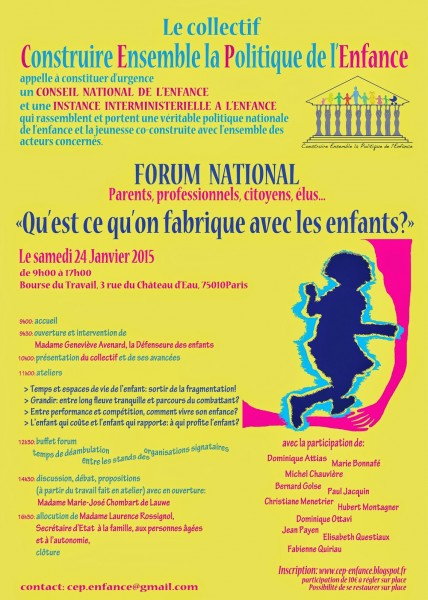 Le collectif
Construire Ensemble la Politique de l'Enfance
appelle à constituer d'urgence
un CONSEIL NATIONAL DE L'ENFANCE
et une INSTANCE INTERMINISTERIELLE A L'ENFANCE
qui rassemblent et portent une véritable politique nationale
de l'enfance et la jeunesse co-construite avec l'ensemble des
acteurs concernés.
Construire Ensemble la Politique de l'Enfance
FORUM NATIONAL
Parents, professionnels, citoyens, élus...
«Qu'est ce qu'on fabrique avec les enfants?»
Le samedi 24 Janvier 2015
de 9h00 à 17h00
Bourse du Travail, 3 rue du Château d'Eau, 75010Paris
9h00: accueil
9h30: ouverture et intervention de
Madame Geneviève Avenard, la Défenseure des enfants
10h00 présentation du collectif et de ses avancées
11h00 ateliers
> Temps et espaces de vie de l'enfant: sortir de la fragmentation!
> Grandir: entre long fleuve tranquille et parcours du combattant?
> Entre performance et compétition, comment vivre son enfance?
> L'enfant qui coûte et l'enfant qui rapporte: à qui profite l'enfant?
12h30 buffet forum
temps de déambulation entre les stands des organisations signataires
14h30 discussion, débat, propositions
(à partir du travail fait en atelier) avec en ouverture:
Madame Marie-José Chombart de Lauwe
16h30 allocution de Madame Laurence Rossignol,
Secrétaire d'Etat à la famille, aux personnes âgées
et à l'autonomie,
clôture
avec la participation de:
Dominique Attias
Marie Bonnafé
Michel Chauvière
Bernard Golse
Paul Jacquin
Christiane Menetrier
Hubert Montagner
Dominique Ottavi
Jean Payen
Elisabeth Questiaux
Fabienne Quiriau
Inscription: www.cep-enfance.blogspot.fr
participation de 10€ à régler sur place
Possibilité de se restaurer sur place
contact: cep.enfance@gmail.com